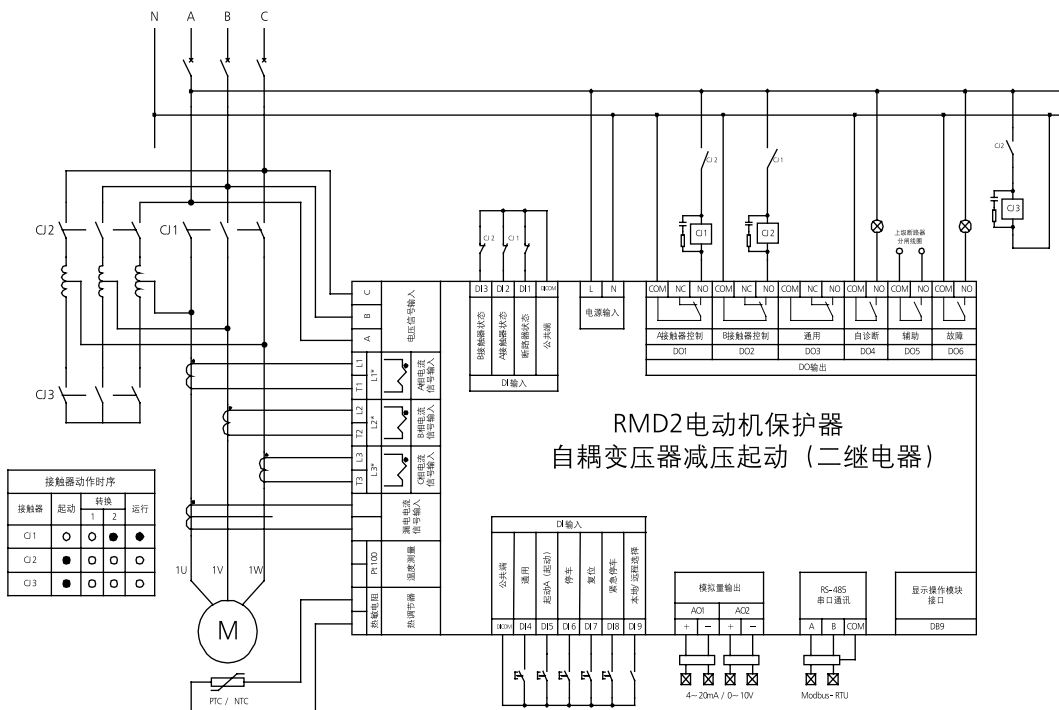 N A B C
CJ2
CJ1
CJ3
CJ2
CJ1
CJ2
CJ1
CJ2
CJ3
CJ2
CJ1
上级断路器
分闸线圈
C
B
A
电压信号输入
L1
T1
L1*
A相电流
信号输入
L2
T2
L2*
B相电流
信号输入
L3
T3
L3*
C相电流
信号输入
漏电电流
信号输入
Pt100
温度测量
热敏电阻
热调节器
DI3 DI2 DI1 DICOM
B接触器状态
A接触器状态
断路器状态
公共端
DI输入
L N
电源输入
COM NC NO COM NC NO COM NC NO COM NO COM NO COM NO
A接触器控制 B接触器控制 通用 自诊断 辅助 故障
DO1 DO2 DO3 DO4 DO5 DO6
DO输出
RMD2电动机保护器
自耦变压器减压起动（二继电器）
接触器动作时序
接触器 起动 转换 运行
1 2
CJ1
CJ2
CJ3
1U 1V 1W
M
PTC / NTC
DI输入
公共端
通用
起动A（起动）
停车
复位
紧急停车
本地/远程选择
DICOM DI4 DI5 DI6 DI7 DI8 DI9
模拟量输出
AO1 AO2
+ − + −
4~20mA / 0~10V
RS-485
串口通讯
A B COM
Modbus-RTU
显示操作模块
接口
DB9